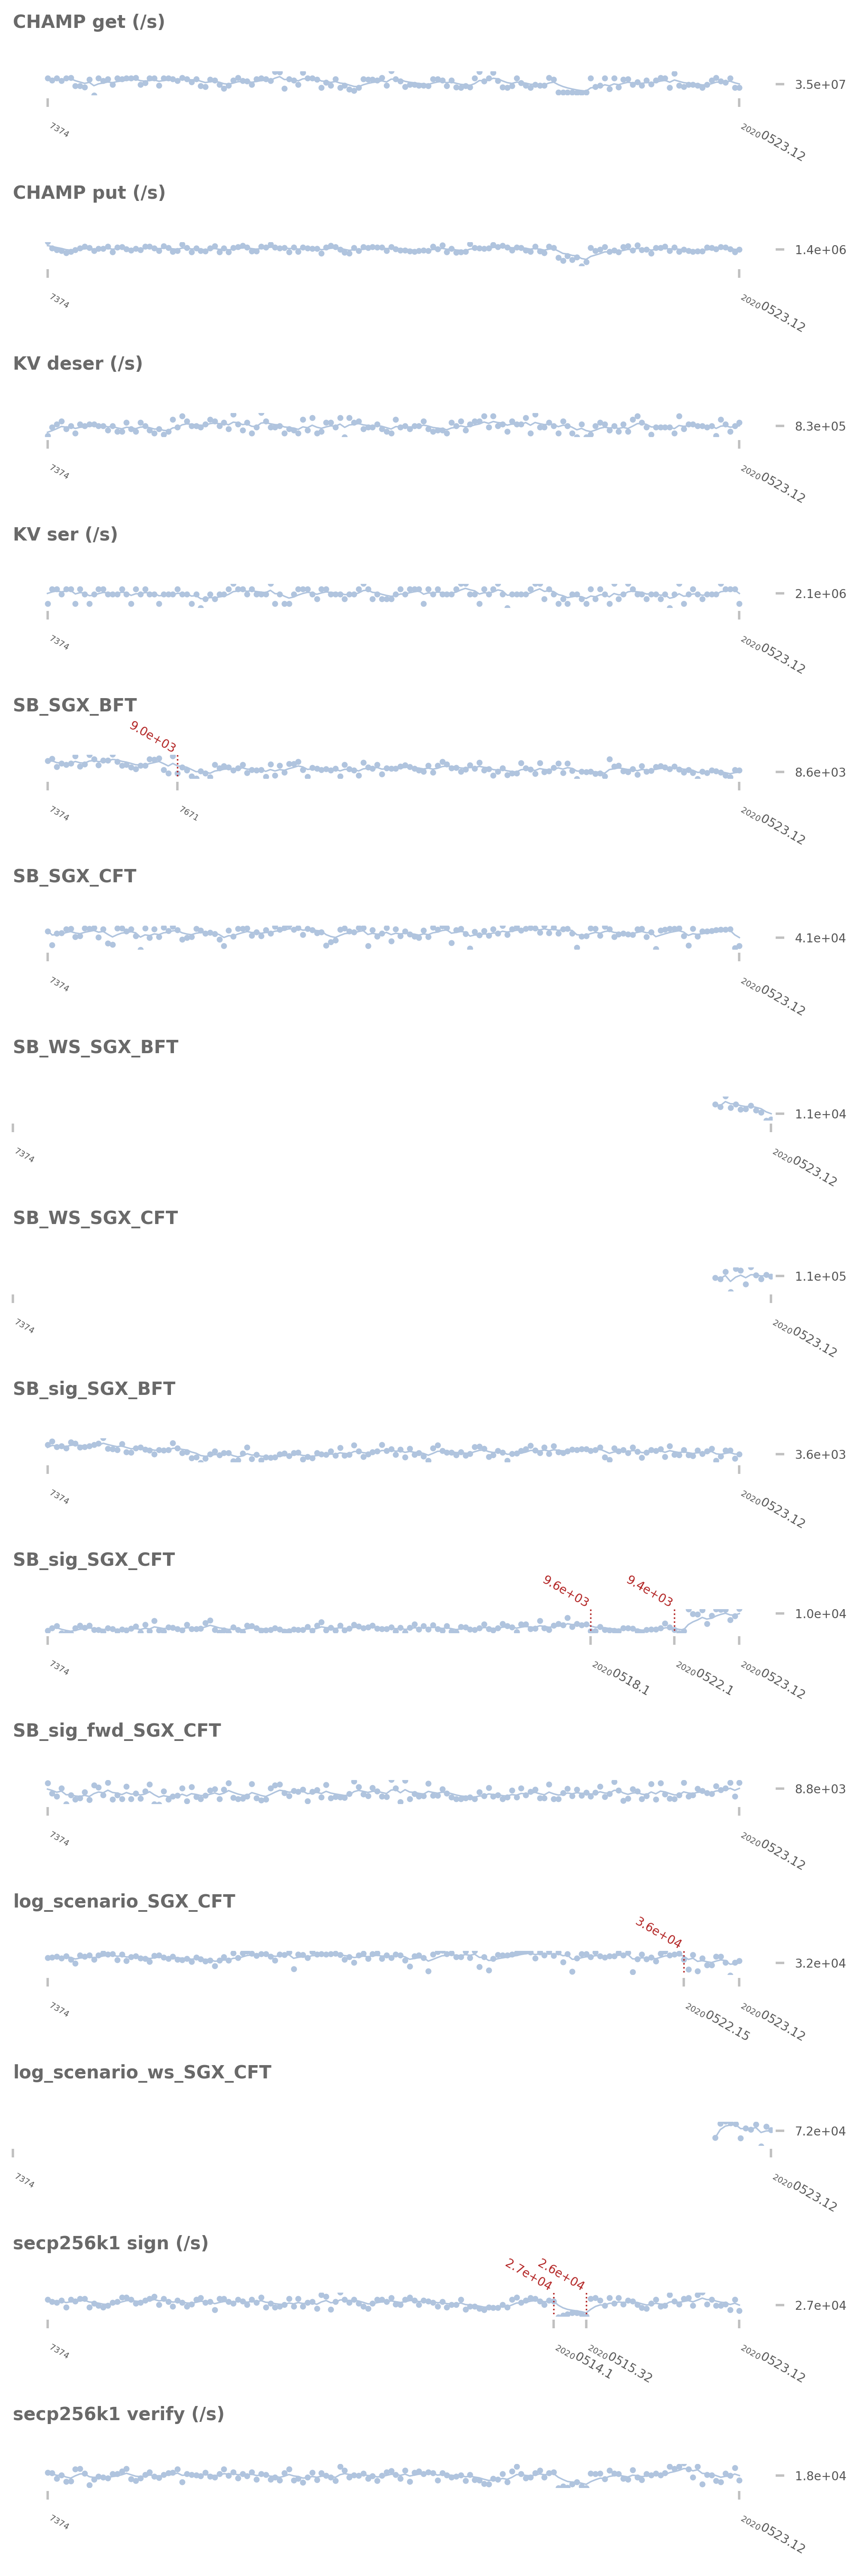 CHAMP get (/s)
3.5e+07
7374
20200523.12
CHAMP put (/s)
1.4e+06
7374
20200523.12
KV deser (/s)
8.3e+05
7374
20200523.12
KV ser (/s)
2.1e+06
7374
20200523.12
SB_SGX_BFT
9.0e+03
8.6e+03
7374
7671
20200523.12
SB_SGX_CFT
4.1e+04
7374
20200523.12
SB_WS_SGX_BFT
1.1e+04
7374
20200523.12
SB_WS_SGX_CFT
1.1e+05
7374
20200523.12
SB_sig_SGX_BFT
3.6e+03
7374
20200523.12
SB_sig_SGX_CFT
9.6e+03
9.4e+03
1.0e+04
7374
20200518.1
20200522.1
20200523.12
SB_sig_fwd_SGX_CFT
8.8e+03
7374
20200523.12
log_scenario_SGX_CFT
3.6e+04
3.2e+04
7374
20200522.15
20200523.12
log_scenario_ws_SGX_CFT
7.2e+04
7374
20200523.12
secp256k1 sign (/s)
2.7e+04
2.6e+04
2.7e+04
7374
20200514.1
20200515.32
20200523.12
secp256k1 verify (/s)
1.8e+04
7374
20200523.12